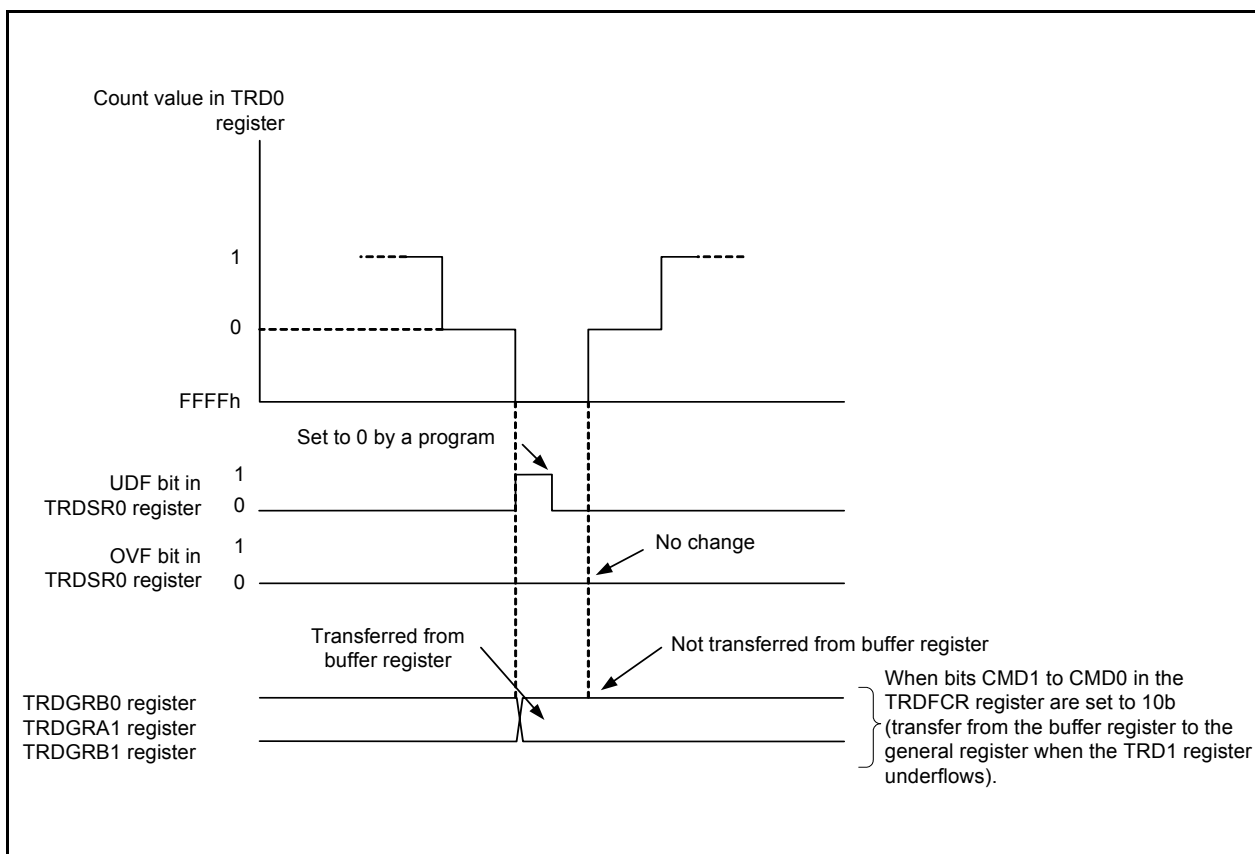 Count value in TRD0
register
1
0
FFFFh
Set to 0 by a program
UDF bit in
TRDSR0 register
1
0
OVF bit in
TRDSR0 register
1
0
No change
Transferred from
buffer register
Not transferred from buffer register
TRDGRB0 register
TRDGRA1 register
TRDGRB1 register
When bits CMD1 to CMD0 in the
TRDFCR register are set to 10b
(transfer from the buffer register to the
general register when the TRD1 register
underflows).